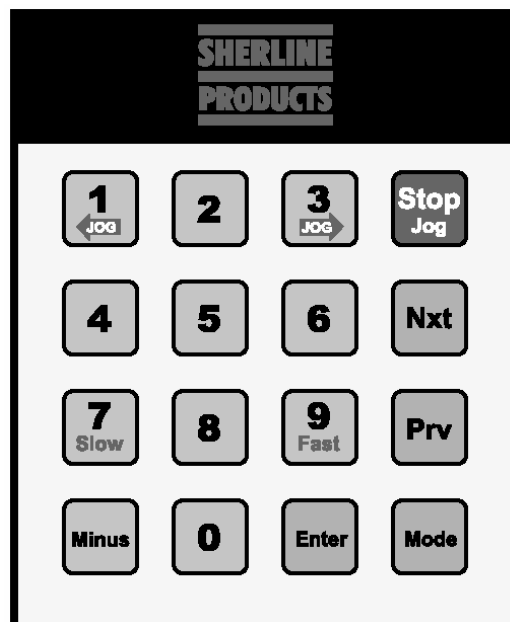 SHERLINE
PRODUCTS
1 2 3 Stop
JOG JOG Jog
4 5 6 Nxt
7 8 9 Prv
Slow Fast
Minus 0 Enter Mode